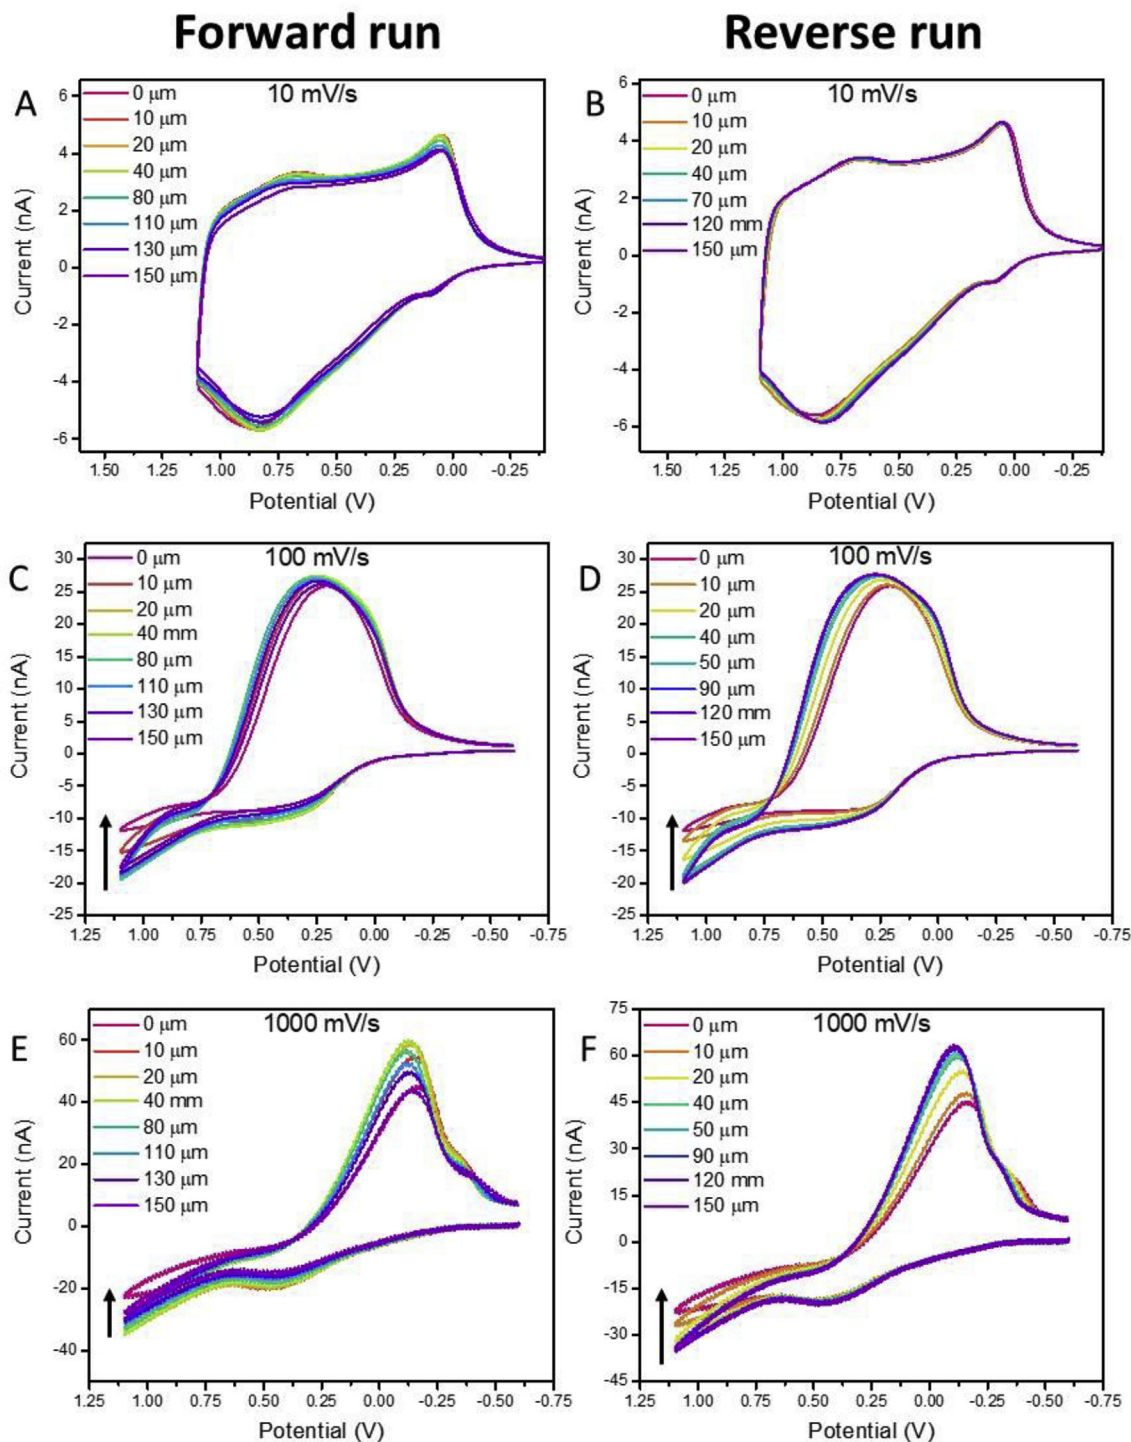 Forward run
Reverse run
A
10 mV/s
0 μm
10 μm
20 μm
40 μm
80 μm
110 μm
130 μm
150 μm
6
4
2
0
-2
-4
-6
Current (nA)
1.50 1.25 1.00 0.75 0.50 0.25 0.00 -0.25
Potential (V)
B
10 mV/s
0 μm
10 μm
20 μm
40 μm
70 μm
120 mm
150 μm
6
4
2
0
-2
-4
-6
Current (nA)
1.50 1.25 1.00 0.75 0.50 0.25 0.00 -0.25
Potential (V)
C
100 mV/s
0 μm
10 μm
20 μm
40 mm
80 μm
110 μm
130 μm
150 μm
30
25
20
15
10
5
0
-5
-10
-15
-20
-25
Current (nA)
1.25 1.00 0.75 0.50 0.25 0.00 -0.25 -0.50 -0.75
Potential (V)
D
100 mV/s
0 μm
10 μm
20 μm
40 μm
50 μm
90 μm
120 mm
150 μm
30
25
20
15
10
5
0
-5
-10
-15
-20
-25
Current (nA)
1.25 1.00 0.75 0.50 0.25 0.00 -0.25 -0.50 -0.75
Potential (V)
E
1000 mV/s
0 μm
10 μm
20 μm
40 mm
80 μm
110 μm
130 μm
150 μm
60
40
20
0
-20
-40
Current (nA)
1.25 1.00 0.75 0.50 0.25 0.00 -0.25 -0.50 -0.75
Potential (V)
F
1000 mV/s
0 μm
10 μm
20 μm
40 μm
50 μm
90 μm
120 mm
150 μm
75
60
45
30
15
0
-15
-30
-45
Current (nA)
1.25 1.00 0.75 0.50 0.25 0.00 -0.25 -0.50 -0.75
Potential (V)